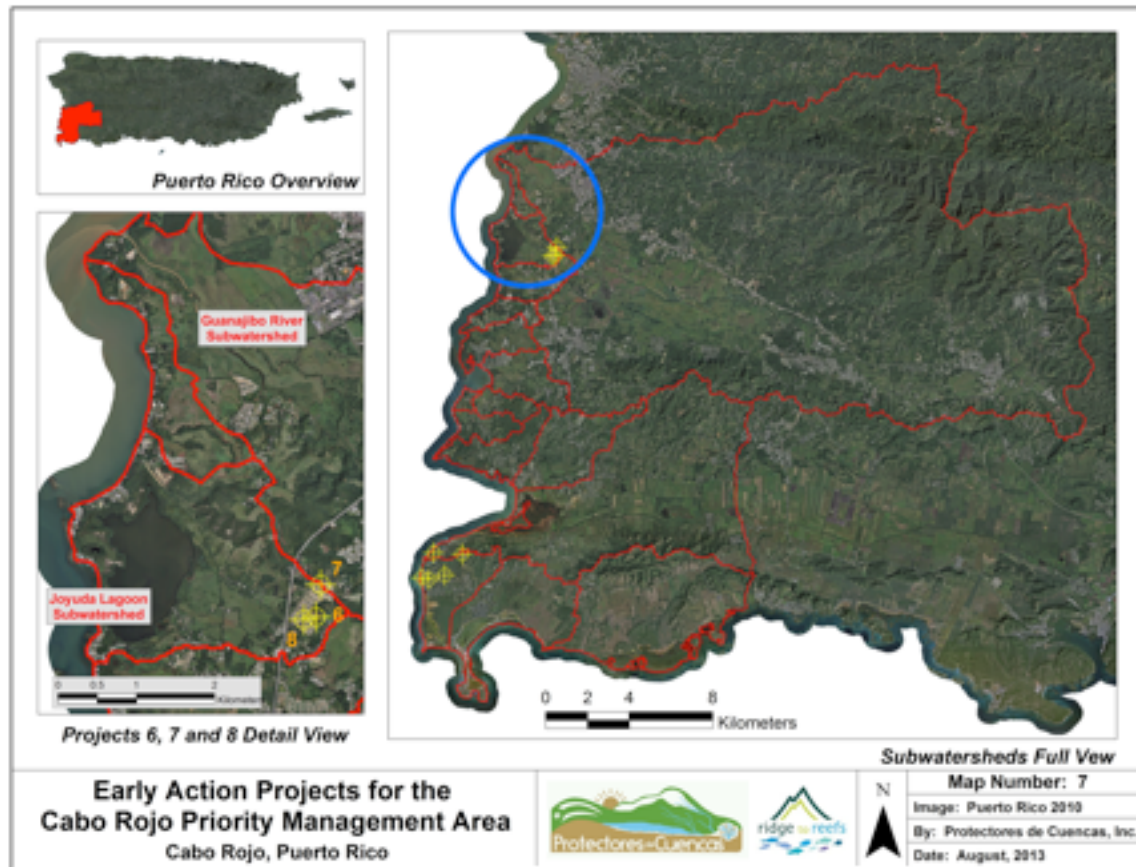 Puerto Rico Overview
Guanajibo River
Subwatershed
Joyuda Lagoon
Subwatershed
7
6
8
0 0.5 1 2
Kilometers
Projects 6, 7 and 8 Detail View
0 2 4 8
Kilometers
Subwatersheds Full Vew
Early Action Projects for the
Cabo Rojo Priority Management Area
Cabo Rojo, Puerto Rico
Protectores de Cuencas
ridge to reefs
N
Map Number: 7
Image: Puerto Rico 2010
By: Protectores de Cuencas, Inc.
Date: August, 2013